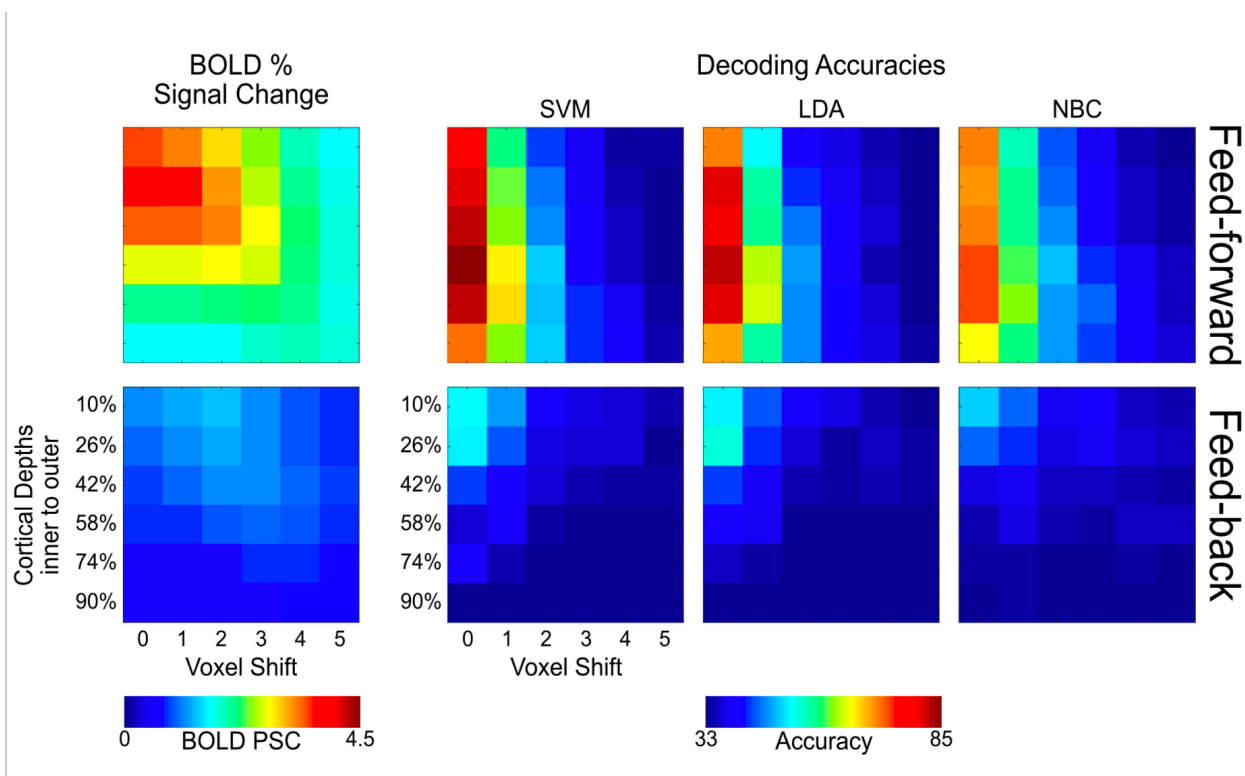 BOLD %
Signal Change
Decoding Accuracies
SVM
LDA
NBC
Feed-forward
Cortical Depths
inner to outer
10%
26%
42%
58%
74%
90%
10%
26%
42%
58%
74%
90%
Feed-back
0 1 2 3 4 5
Voxel Shift
0 1 2 3 4 5
Voxel Shift
0 BOLD PSC 4.5
33 Accuracy 85